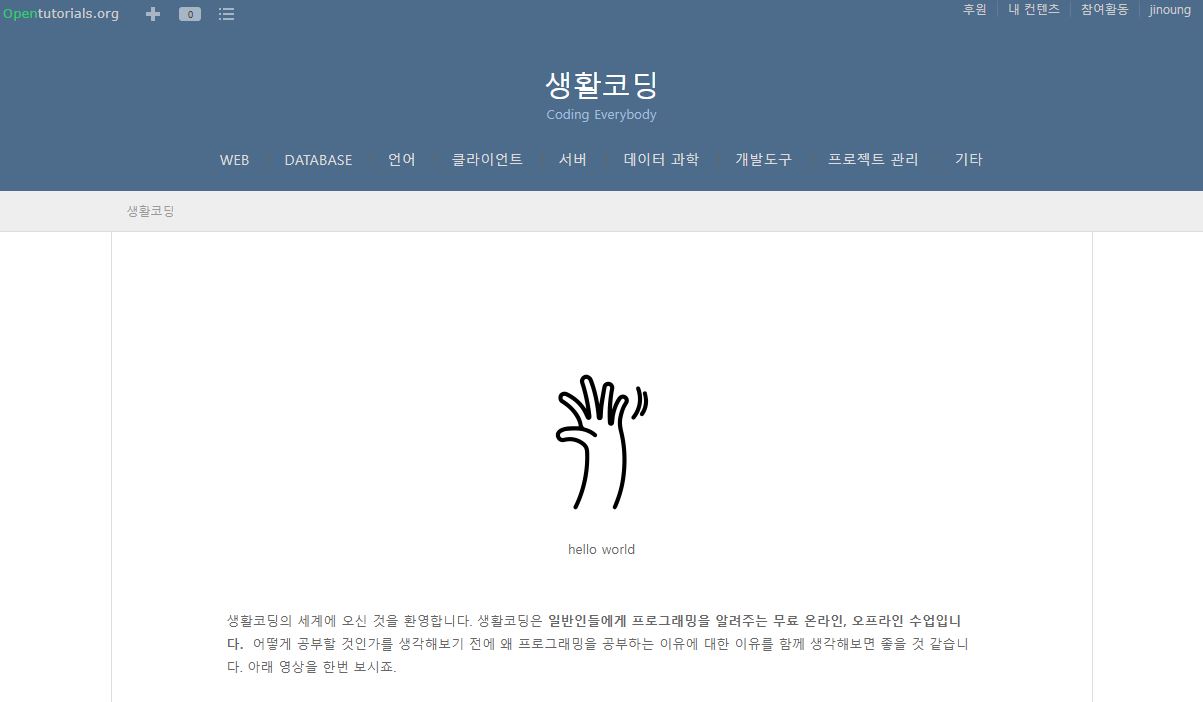 Opentutorials.org 0 후원 내 컨텐츠 참여활동 jinoung
생활코딩
Coding Everybody
WEB DATABASE 언어 클라이언트 서버 데이터 과학 개발도구 프로젝트 관리 기타
생활코딩
hello world
생활코딩의 세계에 오신 것을 환영합니다. 생활코딩은 일반인들에게 프로그래밍을 알려주는 무료 온라인, 오프라인 수업입니
다. 어떻게 공부할 것인가를 생각해보기 전에 왜 프로그래밍을 공부하는 이유에 대한 이유를 함께 생각해보면 좋을 것 같습니
다. 아래 영상을 한번 보시죠.